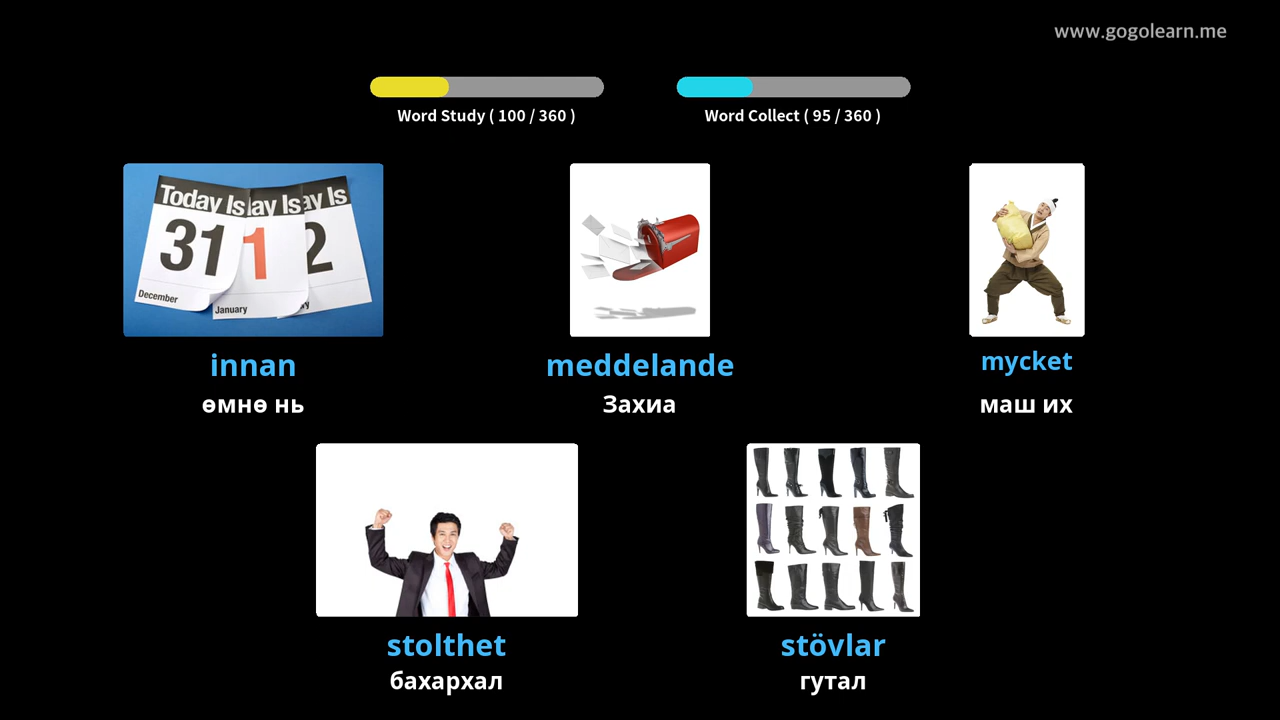 www.gogolearn.me
Word Study ( 100 / 360 )
Word Collect ( 95 / 360 )
Today Is
ay Is
ay Is
31
1
2
December
January
innan
өмнө нь
meddelande
Захиа
mycket
маш их
stolthet
бахархал
stövlar
гутал